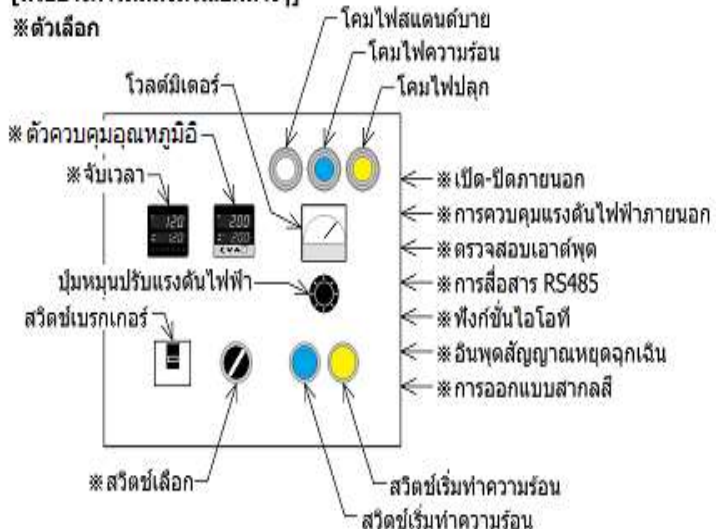 ※ตัวเลือก
โคมไฟสแตนด์บาย
โคมไฟความร้อน
โคมไฟปลุก
โวลต์มิเตอร์
※ตัวควบคุมอุณหภูมิอิ
※จับเวลา
※เปิด-ปิดภายนอก
※การควบคุมแรงดันไฟฟ้าภายนอก
※ตรวจสอบเอาต์พุต
※การสื่อสาร RS485
※ฟังก์ชั่นไอโอที
※อินพุตสัญญาณหยุดฉุกเฉิน
※การออกแบบสากลสี
120
120
200
200
ปุ่มหมุนปรับแรงดันไฟฟ้า
สวิตช์เบรกเกอร์
※สวิตช์เลือก
สวิตช์เริ่มทำความร้อน
สวิตช์เริ่มทำความร้อน